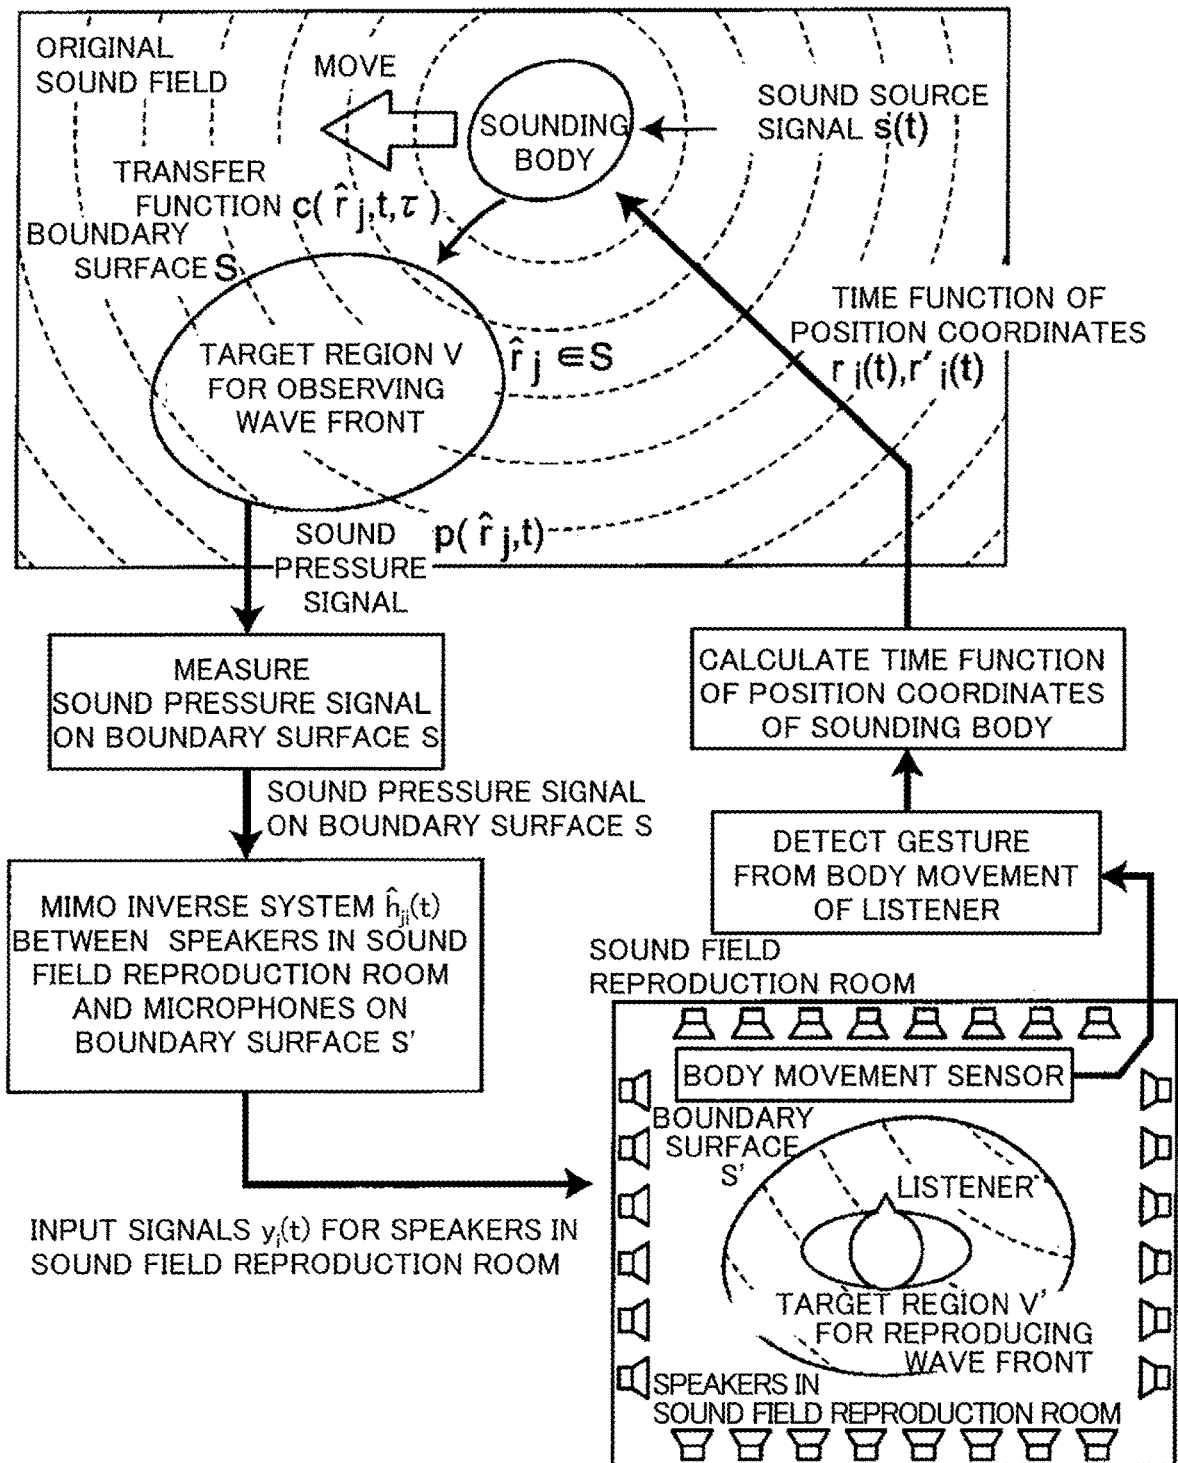 ORIGINAL
SOUND FIELD
MOVE
SOUNDING
BODY
SOUND SOURCE
SIGNAL s(t)
TRANSFER
FUNCTION c( r̂ j,t,τ )
BOUNDARY
SURFACE S
TARGET REGION V
FOR OBSERVING
WAVE FRONT
r̂ j ∈ S
TIME FUNCTION OF
POSITION COORDINATES
r i(t),r' i(t)
SOUND
PRESSURE
SIGNAL
p( r̂ j,t)
MEASURE
SOUND PRESSURE SIGNAL
ON BOUNDARY SURFACE S
CALCULATE TIME FUNCTION
OF POSITION COORDINATES
OF SOUNDING BODY
SOUND PRESSURE SIGNAL
ON BOUNDARY SURFACE S
DETECT GESTURE
FROM BODY MOVEMENT
OF LISTENER
MIMO INVERSE SYSTEM ĥji(t)
BETWEEN SPEAKERS IN SOUND
FIELD REPRODUCTION ROOM
AND MICROPHONES ON
BOUNDARY SURFACE S'
SOUND FIELD
REPRODUCTION ROOM
BODY MOVEMENT SENSOR
BOUNDARY
SURFACE
S'
LISTENER
INPUT SIGNALS yi(t) FOR SPEAKERS IN
SOUND FIELD REPRODUCTION ROOM
TARGET REGION V'
FOR REPRODUCING
WAVE FRONT
SPEAKERS IN
SOUND FIELD REPRODUCTION ROOM